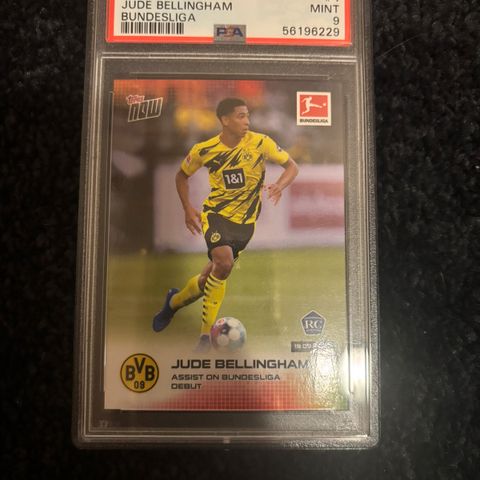 JUDE BELLINGHAM
BUNDESLIGA
MINT
9
PSA
56196229
Topps
NOW
BUNDESLIGA
1&1
RC
BVB
09
JUDE BELLINGHAM
ASSIST ON BUNDESLIGA
DEBUT